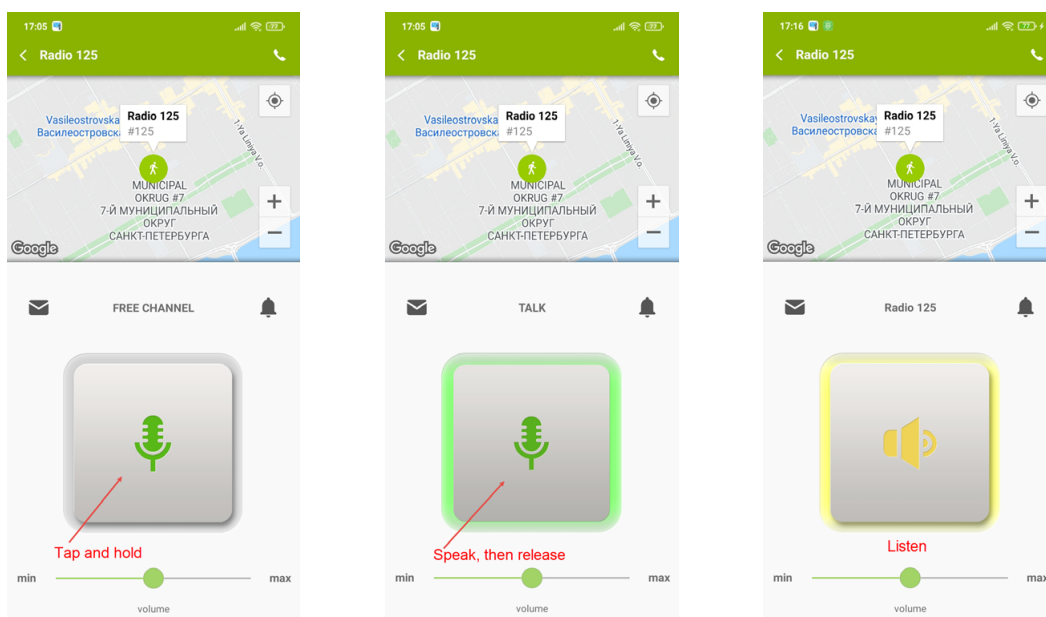 17:05
77
Radio 125
Vasileostrovska
Василеостровск
Radio 125
#125
1-Ya Liniya V.o.
MUNICIPAL
OKRUG #7
7-Й МУНИЦИПАЛЬНЫЙ
ОКРУГ
САНКТ-ПЕТЕРБУРГА
+
−
Google
FREE CHANNEL
Tap and hold
min
max
volume
17:05
77
Radio 125
Vasileostrovska
Василеостровск
Radio 125
#125
1-Ya Liniya V.o.
MUNICIPAL
OKRUG #7
7-Й МУНИЦИПАЛЬНЫЙ
ОКРУГ
САНКТ-ПЕТЕРБУРГА
+
−
Google
TALK
Speak, then release
min
max
volume
17:16
77
Radio 125
Vasileostrovskay
Василеостровска
Radio 125
#125
1-Ya Liniya V.o.
MUNICIPAL
OKRUG #7
7-Й МУНИЦИПАЛЬНЫЙ
ОКРУГ
САНКТ-ПЕТЕРБУРГА
+
−
Google
Radio 125
Listen
min
max
volume